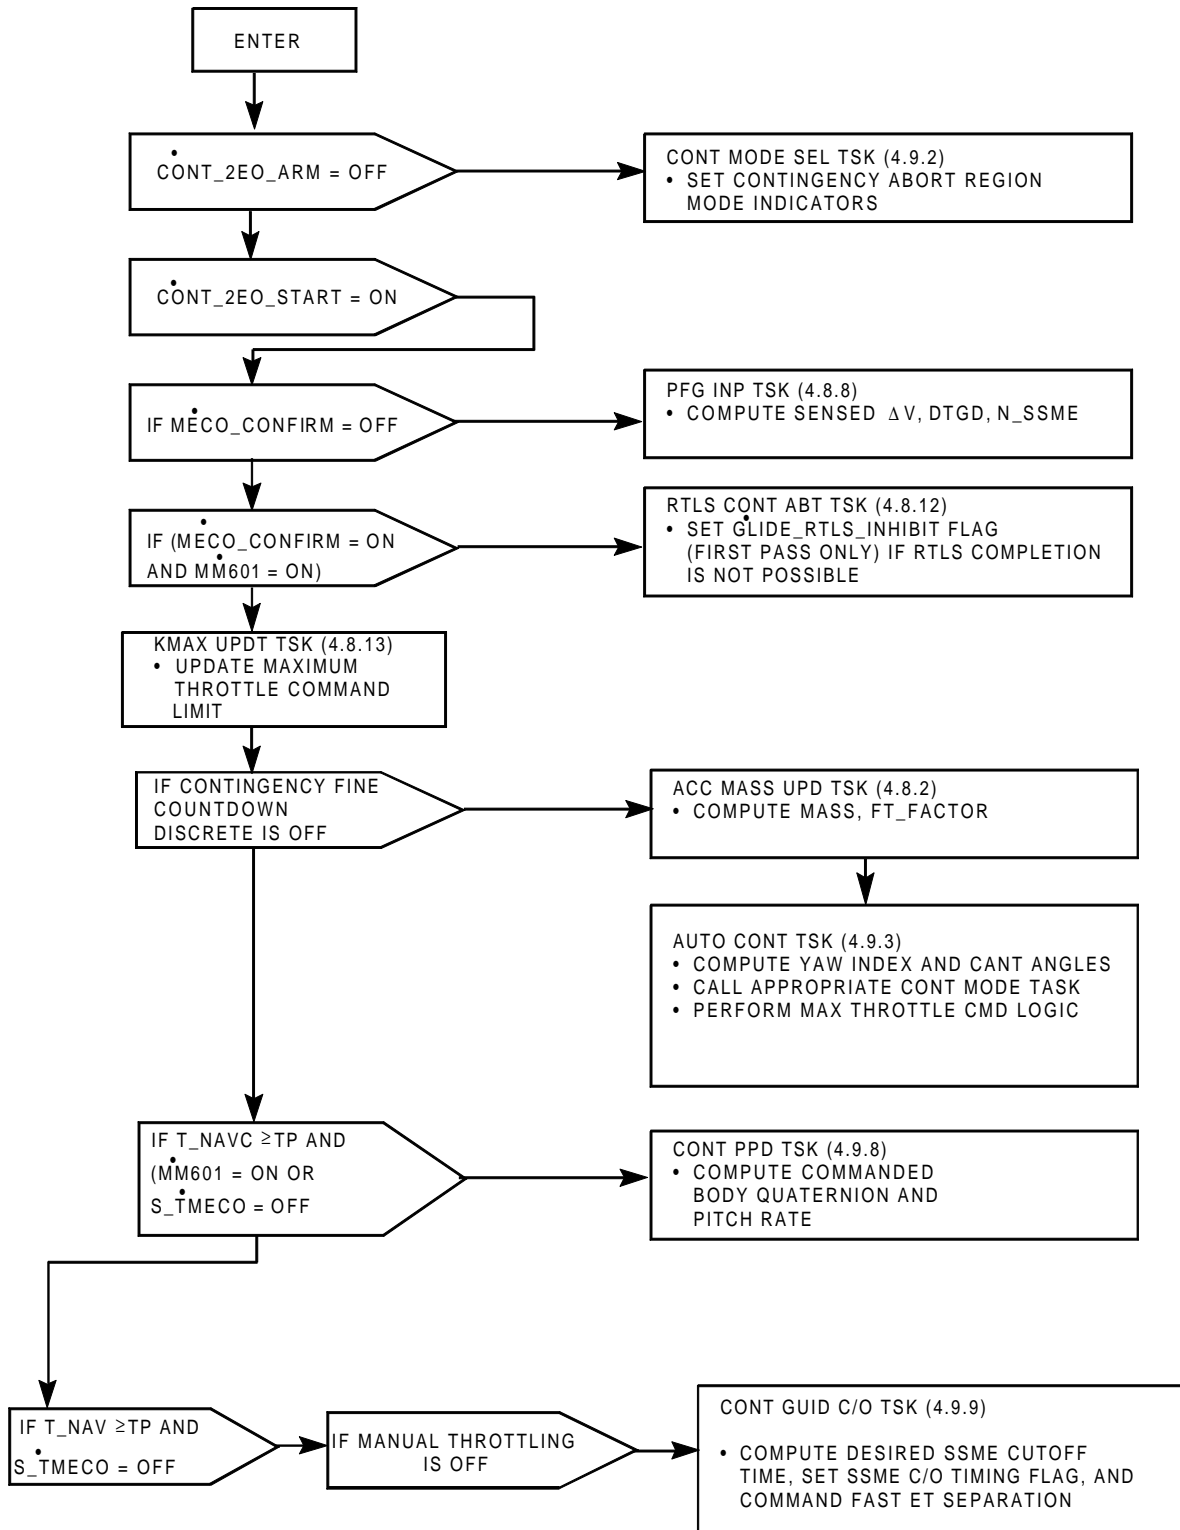 ENTER
CONT_2EO_ARM = OFF
CONT MODE SEL TSK (4.9.2)
• SET CONTINGENCY ABORT REGION
MODE INDICATORS
CONT_2EO_START = ON
IF MECO_CONFIRM = OFF
PFG INP TSK (4.8.8)
• COMPUTE SENSED ΔV, DTGD, N_SSME
IF (MECO_CONFIRM = ON
AND MM601 = ON)
RTLS CONT ABT TSK (4.8.12)
• SET GLIDE_RTLS_INHIBIT FLAG
(FIRST PASS ONLY) IF RTLS COMPLETION
IS NOT POSSIBLE
KMAX UPDT TSK (4.8.13)
• UPDATE MAXIMUM
THROTTLE COMMAND
LIMIT
IF CONTINGENCY FINE
COUNTDOWN
DISCRETE IS OFF
ACC MASS UPD TSK (4.8.2)
• COMPUTE MASS, FT_FACTOR
AUTO CONT TSK (4.9.3)
• COMPUTE YAW INDEX AND CANT ANGLES
• CALL APPROPRIATE CONT MODE TASK
• PERFORM MAX THROTTLE CMD LOGIC
IF T_NAVC ≥TP AND
(MM601 = ON OR
S_TMECO = OFF
CONT PPD TSK (4.9.8)
• COMPUTE COMMANDED
BODY QUATERNION AND
PITCH RATE
IF T_NAV ≥TP AND
S_TMECO = OFF
IF MANUAL THROTTLING
IS OFF
CONT GUID C/O TSK (4.9.9)
• COMPUTE DESIRED SSME CUTOFF
TIME, SET SSME C/O TIMING FLAG, AND
COMMAND FAST ET SEPARATION